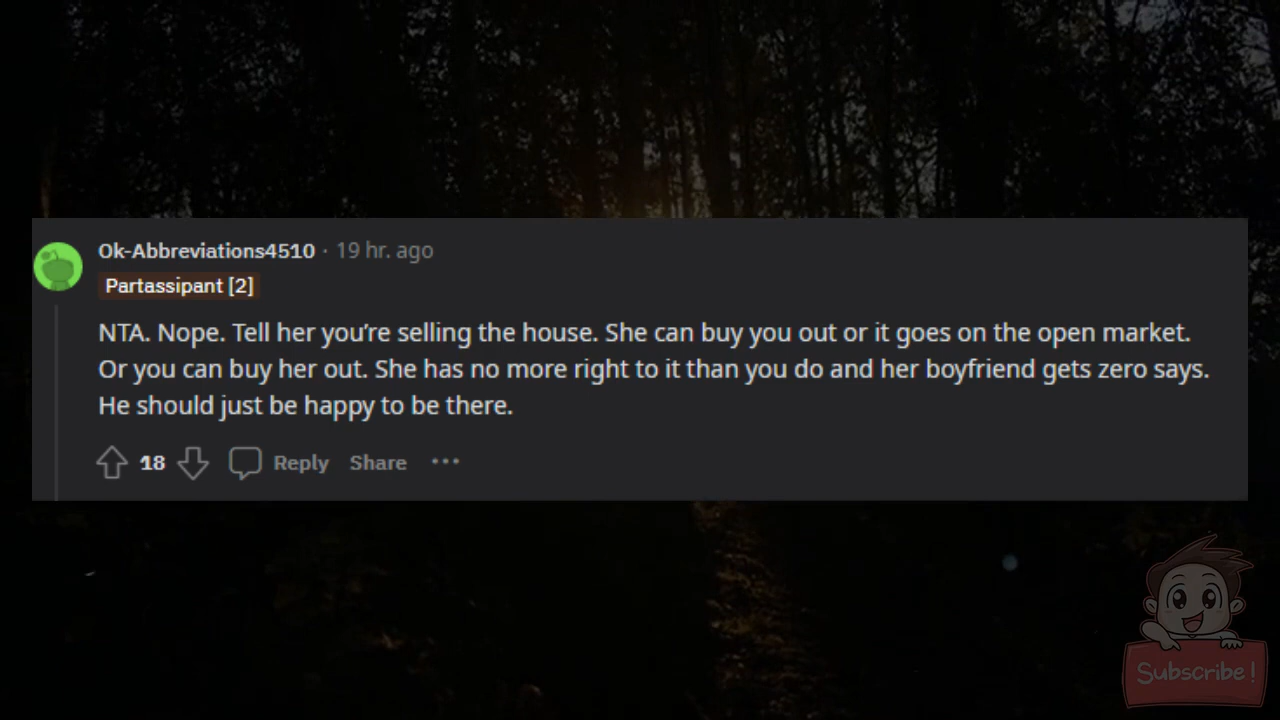 Ok-Abbreviations4510 · 19 hr. ago
Partassipant [2]
NTA. Nope. Tell her you’re selling the house. She can buy you out or it goes on the open market.
Or you can buy her out. She has no more right to it than you do and her boyfriend gets zero says.
He should just be happy to be there.
18 Reply Share ···
Subscribe!